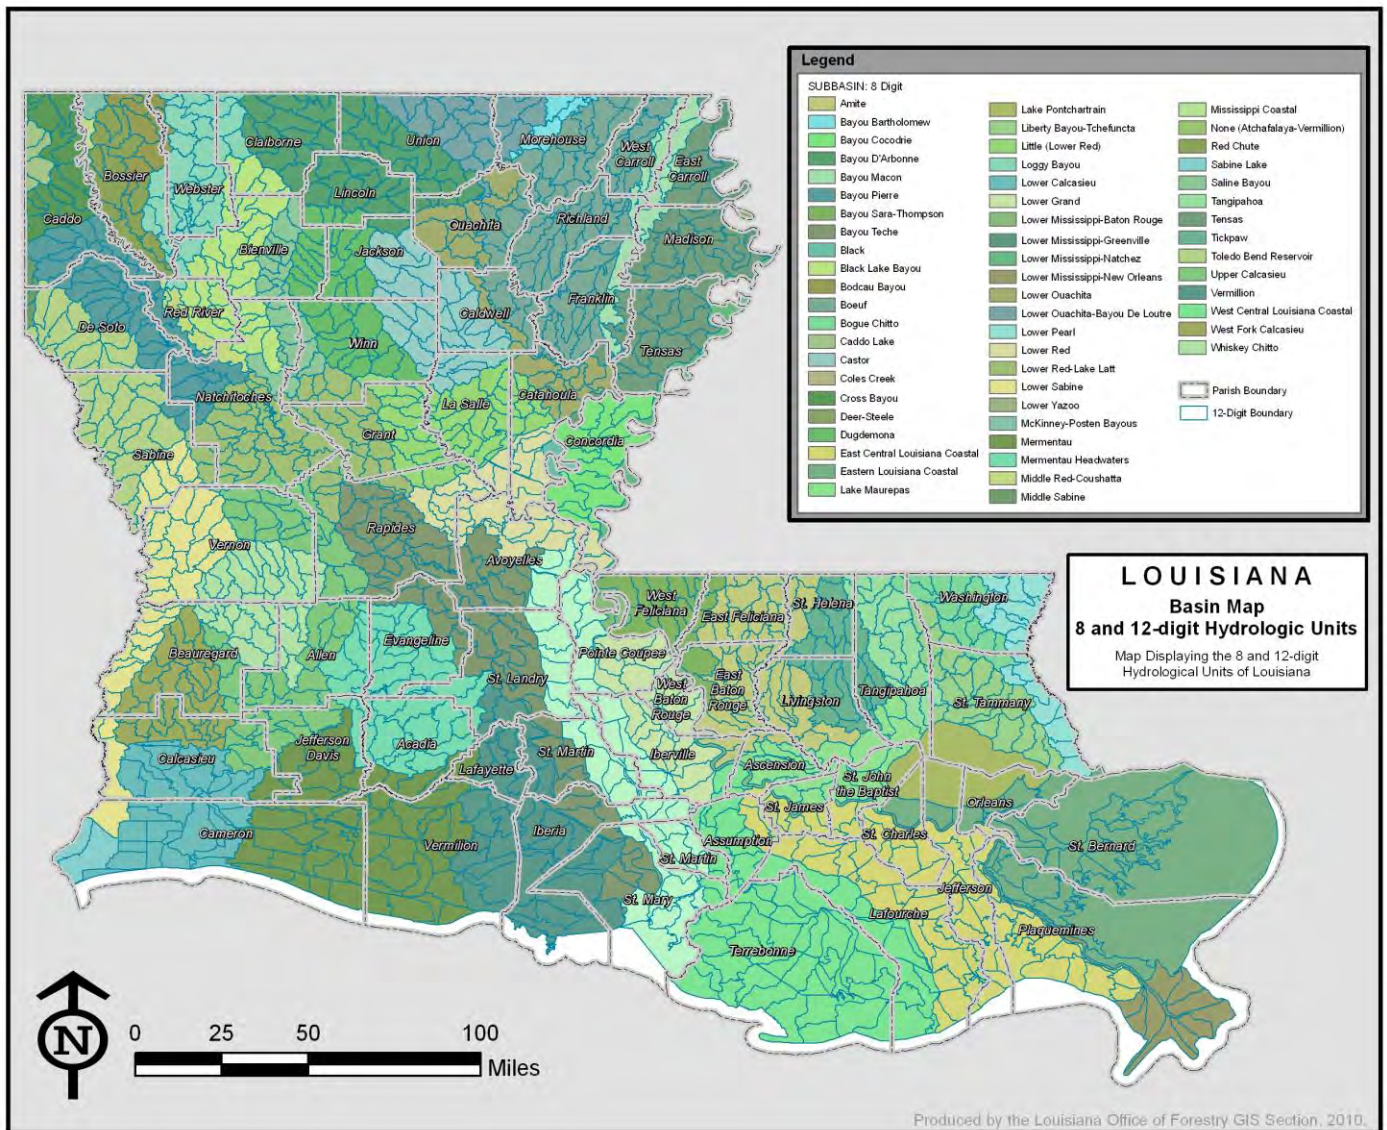 Legend
SUBBASIN: 8 Digit
Amite
Bayou Bartholomew
Bayou Cocodrie
Bayou D'Arbonne
Bayou Macon
Bayou Pierre
Bayou Sara-Thompson
Bayou Teche
Black
Black Lake Bayou
Bodcau Bayou
Boeuf
Bogue Chitto
Caddo Lake
Castor
Coles Creek
Cross Bayou
Deer-Steele
Dugdemona
East Central Louisiana Coastal
Eastern Louisiana Coastal
Lake Maurepas
Lake Pontchartrain
Liberty Bayou-Tchefuncta
Little (Lower Red)
Loggy Bayou
Lower Calcasieu
Lower Grand
Lower Mississippi-Baton Rouge
Lower Mississippi-Greenville
Lower Mississippi-Natchez
Lower Mississippi-New Orleans
Lower Ouachita
Lower Ouachita-Bayou De Loutre
Lower Pearl
Lower Red
Lower Red-Lake Latt
Lower Sabine
Lower Yazoo
McKinney-Posten Bayous
Mermentau
Mermentau Headwaters
Middle Red-Coushatta
Middle Sabine
Mississippi Coastal
None (Atchafalaya-Vermillion)
Red Chute
Sabine Lake
Saline Bayou
Tangipahoa
Tensas
Tickpaw
Toledo Bend Reservoir
Upper Calcasieu
Vermillion
West Central Louisiana Coastal
West Fork Calcasieu
Whiskey Chitto
Parish Boundary
12-Digit Boundary
LOUISIANA
Basin Map
8 and 12-digit Hydrologic Units
Map Displaying the 8 and 12-digit
Hydrological Units of Louisiana
Caddo
Bossier
Webster
Claiborne
Union
Morehouse
West
Carroll
East
Carroll
Lincoln
Ouachita
Richland
Madison
Bienville
Jackson
De Soto
Red River
Winn
Caldwell
Franklin
Tensas
Natchitoches
Sabine
Grant
La Salle
Catahoula
Concordia
Vernon
Rapides
Avoyelles
West
Feliciana
East Feliciana
St. Helena
Washington
Beauregard
Allen
Evangeline
St. Landry
Pointe Coupee
West
Baton
Rouge
East
Baton
Rouge
Livingston
Tangipahoa
St. Tammany
Calcasieu
Jefferson
Davis
Acadia
Lafayette
St. Martin
Iberville
Ascension
St. John
the Baptist
Orleans
St. James
St. Charles
Cameron
Vermilion
Iberia
Assumption
St. Martin
St. Bernard
St. Mary
Lafourche
Jefferson
Plaquemines
Terrebonne
N
0 25 50 100
Miles
Produced by the Louisiana Office of Forestry GIS Section, 2010.